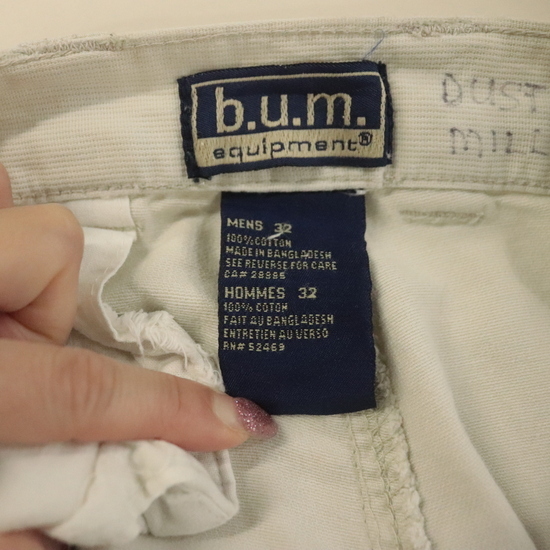 b.u.m.
equipment®
DUST
MENS 32
100% COTTON
MADE IN BANGLADESH
SEE REVERSE FOR CARE
CA# 28985
HOMMES 32
100% COTON
FAIT AU BANGLADESH
ENTRETIEN AU VERSO
RN# 52469